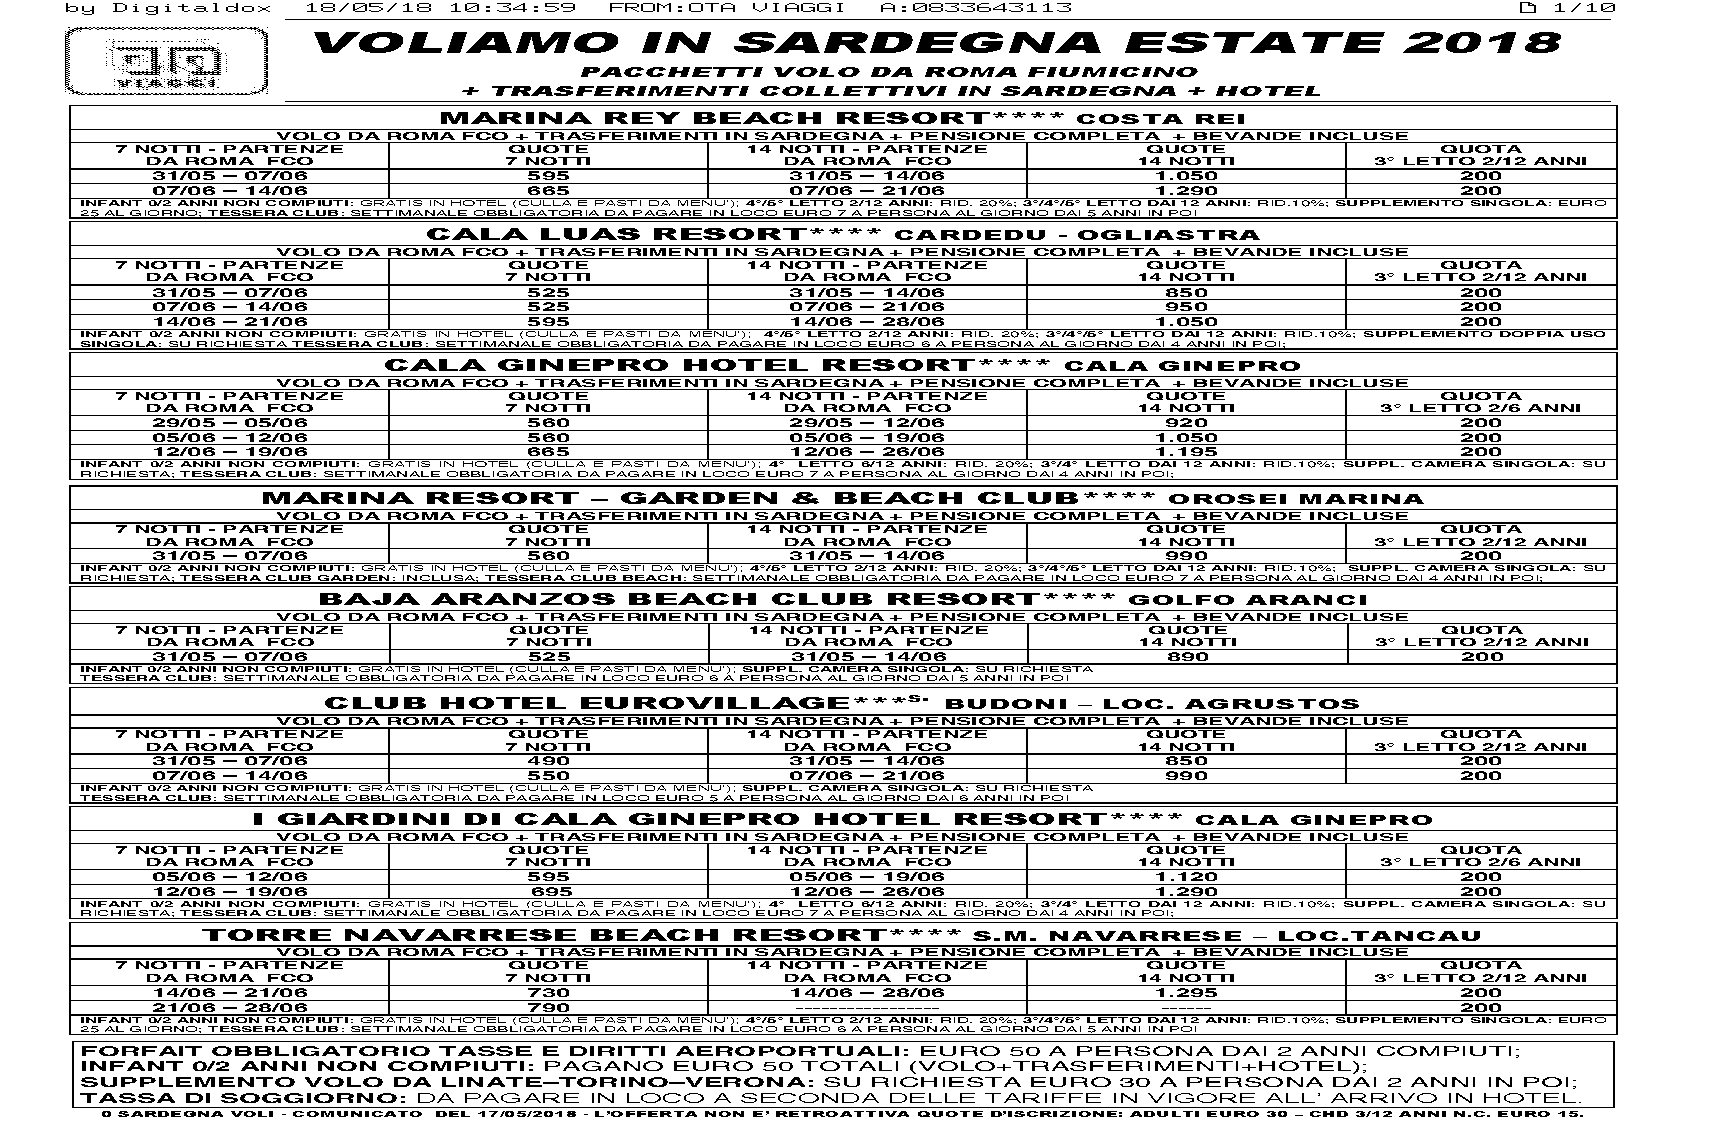 by Digitaldox 18/05/18 10:34:59 FROM:OTA VIAGGI A:0833643113 1/10
VIAGGI
VOLIAMO IN SARDEGNA ESTATE 2018
PACCHETTI VOLO DA ROMA FIUMICINO
+ TRASFERIMENTI COLLETTIVI IN SARDEGNA + HOTEL
MARINA REY BEACH RESORT**** COSTA REI
VOLO DA ROMA FCO + TRASFERIMENTI IN SARDEGNA + PENSIONE COMPLETA + BEVANDE INCLUSE
7 NOTTI - PARTENZE QUOTE 14 NOTTI - PARTENZE QUOTE QUOTA
DA ROMA FCO 7 NOTTI DA ROMA FCO 14 NOTTI 3° LETTO 2/12 ANNI
31/05 – 07/06 595 31/05 – 14/06 1.050 200
07/06 – 14/06 665 07/06 – 21/06 1.290 200
INFANT 0/2 ANNI NON COMPIUTI: GRATIS IN HOTEL (CULLA E PASTI DA MENU'); 4°/5° LETTO 2/12 ANNI: RID. 20%; 3°/4°/5° LETTO DAI 12 ANNI: RID.10%; SUPPLEMENTO SINGOLA: EURO
25 AL GIORNO; TESSERA CLUB: SETTIMANALE OBBLIGATORIA DA PAGARE IN LOCO EURO 7 A PERSONA AL GIORNO DAI 5 ANNI IN POI
CALA LUAS RESORT**** CARDEDU - OGLIASTRA
VOLO DA ROMA FCO + TRASFERIMENTI IN SARDEGNA + PENSIONE COMPLETA + BEVANDE INCLUSE
7 NOTTI - PARTENZE QUOTE 14 NOTTI - PARTENZE QUOTE QUOTA
DA ROMA FCO 7 NOTTI DA ROMA FCO 14 NOTTI 3° LETTO 2/12 ANNI
31/05 – 07/06 525 31/05 – 14/06 850 200
07/06 – 14/06 525 07/06 – 21/06 950 200
14/06 – 21/06 595 14/06 – 28/06 1.050 200
INFANT 0/2 ANNI NON COMPIUTI: GRATIS IN HOTEL (CULLA E PASTI DA MENU'); 4°/5° LETTO 2/12 ANNI: RID. 20%; 3°/4°/5° LETTO DAI 12 ANNI: RID.10%; SUPPLEMENTO DOPPIA USO
SINGOLA: SU RICHIESTA TESSERA CLUB: SETTIMANALE OBBLIGATORIA DA PAGARE IN LOCO EURO 6 A PERSONA AL GIORNO DAI 4 ANNI IN POI;
CALA GINEPRO HOTEL RESORT**** CALA GINEPRO
VOLO DA ROMA FCO + TRASFERIMENTI IN SARDEGNA + PENSIONE COMPLETA + BEVANDE INCLUSE
7 NOTTI - PARTENZE QUOTE 14 NOTTI - PARTENZE QUOTE QUOTA
DA ROMA FCO 7 NOTTI DA ROMA FCO 14 NOTTI 3° LETTO 2/6 ANNI
29/05 – 05/06 560 29/05 – 12/06 920 200
05/06 – 12/06 560 05/06 – 19/06 1.050 200
12/06 – 19/06 665 12/06 – 26/06 1.195 200
INFANT 0/2 ANNI NON COMPIUTI: GRATIS IN HOTEL (CULLA E PASTI DA MENU'); 4° LETTO 6/12 ANNI: RID. 20%; 3°/4° LETTO DAI 12 ANNI: RID.10%; SUPPL. CAMERA SINGOLA: SU
RICHIESTA; TESSERA CLUB: SETTIMANALE OBBLIGATORIA DA PAGARE IN LOCO EURO 7 A PERSONA AL GIORNO DAI 4 ANNI IN POI;
MARINA RESORT – GARDEN & BEACH CLUB**** OROSEI MARINA
VOLO DA ROMA FCO + TRASFERIMENTI IN SARDEGNA + PENSIONE COMPLETA + BEVANDE INCLUSE
7 NOTTI - PARTENZE QUOTE 14 NOTTI - PARTENZE QUOTE QUOTA
DA ROMA FCO 7 NOTTI DA ROMA FCO 14 NOTTI 3° LETTO 2/12 ANNI
31/05 – 07/06 560 31/05 – 14/06 990 200
INFANT 0/2 ANNI NON COMPIUTI: GRATIS IN HOTEL (CULLA E PASTI DA MENU'); 4°/5° LETTO 2/12 ANNI: RID. 20%; 3°/4°/5° LETTO DAI 12 ANNI: RID.10%; SUPPL. CAMERA SINGOLA: SU
RICHIESTA; TESSERA CLUB GARDEN: INCLUSA; TESSERA CLUB BEACH: SETTIMANALE OBBLIGATORIA DA PAGARE IN LOCO EURO 7 A PERSONA AL GIORNO DAI 4 ANNI IN POI;
BAJA ARANZOS BEACH CLUB RESORT**** GOLFO ARANCI
VOLO DA ROMA FCO + TRASFERIMENTI IN SARDEGNA + PENSIONE COMPLETA + BEVANDE INCLUSE
7 NOTTI - PARTENZE QUOTE 14 NOTTI - PARTENZE QUOTE QUOTA
DA ROMA FCO 7 NOTTI DA ROMA FCO 14 NOTTI 3° LETTO 2/12 ANNI
31/05 – 07/06 525 31/05 – 14/06 890 200
INFANT 0/2 ANNI NON COMPIUTI: GRATIS IN HOTEL (CULLA E PASTI DA MENU'); SUPPL. CAMERA SINGOLA: SU RICHIESTA
TESSERA CLUB: SETTIMANALE OBBLIGATORIA DA PAGARE IN LOCO EURO 6 A PERSONA AL GIORNO DAI 5 ANNI IN POI
CLUB HOTEL EUROVILLAGE***S. BUDONI – LOC. AGRUSTOS
VOLO DA ROMA FCO + TRASFERIMENTI IN SARDEGNA + PENSIONE COMPLETA + BEVANDE INCLUSE
7 NOTTI - PARTENZE QUOTE 14 NOTTI - PARTENZE QUOTE QUOTA
DA ROMA FCO 7 NOTTI DA ROMA FCO 14 NOTTI 3° LETTO 2/12 ANNI
31/05 – 07/06 490 31/05 – 14/06 850 200
07/06 – 14/06 550 07/06 – 21/06 990 200
INFANT 0/2 ANNI NON COMPIUTI: GRATIS IN HOTEL (CULLA E PASTI DA MENU'); SUPPL. CAMERA SINGOLA: SU RICHIESTA
TESSERA CLUB: SETTIMANALE OBBLIGATORIA DA PAGARE IN LOCO EURO 5 A PERSONA AL GIORNO DAI 6 ANNI IN POI
I GIARDINI DI CALA GINEPRO HOTEL RESORT**** CALA GINEPRO
VOLO DA ROMA FCO + TRASFERIMENTI IN SARDEGNA + PENSIONE COMPLETA + BEVANDE INCLUSE
7 NOTTI - PARTENZE QUOTE 14 NOTTI - PARTENZE QUOTE QUOTA
DA ROMA FCO 7 NOTTI DA ROMA FCO 14 NOTTI 3° LETTO 2/6 ANNI
05/06 – 12/06 595 05/06 – 19/06 1.120 200
12/06 – 19/06 695 12/06 – 26/06 1.290 200
INFANT 0/2 ANNI NON COMPIUTI: GRATIS IN HOTEL (CULLA E PASTI DA MENU'); 4° LETTO 6/12 ANNI: RID. 20%; 3°/4° LETTO DAI 12 ANNI: RID.10%; SUPPL. CAMERA SINGOLA: SU
RICHIESTA; TESSERA CLUB: SETTIMANALE OBBLIGATORIA DA PAGARE IN LOCO EURO 7 A PERSONA AL GIORNO DAI 4 ANNI IN POI;
TORRE NAVARRESE BEACH RESORT**** S.M. NAVARRESE – LOC.TANCAU
VOLO DA ROMA FCO + TRASFERIMENTI IN SARDEGNA + PENSIONE COMPLETA + BEVANDE INCLUSE
7 NOTTI - PARTENZE QUOTE 14 NOTTI - PARTENZE QUOTE QUOTA
DA ROMA FCO 7 NOTTI DA ROMA FCO 14 NOTTI 3° LETTO 2/12 ANNI
14/06 – 21/06 730 14/06 – 28/06 1.295 200
21/06 – 28/06 790 ----------------- ------ 200
INFANT 0/2 ANNI NON COMPIUTI: GRATIS IN HOTEL (CULLA E PASTI DA MENU'); 4°/5° LETTO 2/12 ANNI: RID. 20%; 3°/4°/5° LETTO DAI 12 ANNI: RID.10%; SUPPLEMENTO SINGOLA: EURO
25 AL GIORNO; TESSERA CLUB: SETTIMANALE OBBLIGATORIA DA PAGARE IN LOCO EURO 6 A PERSONA AL GIORNO DAI 5 ANNI IN POI
FORFAIT OBBLIGATORIO TASSE E DIRITTI AEROPORTUALI: EURO 50 A PERSONA DAI 2 ANNI COMPIUTI;
INFANT 0/2 ANNI NON COMPIUTI: PAGANO EURO 50 TOTALI (VOLO+TRASFERIMENTI+HOTEL);
SUPPLEMENTO VOLO DA LINATE–TORINO–VERONA: SU RICHIESTA EURO 30 A PERSONA DAI 2 ANNI IN POI;
TASSA DI SOGGIORNO: DA PAGARE IN LOCO A SECONDA DELLE TARIFFE IN VIGORE ALL' ARRIVO IN HOTEL.
0 SARDEGNA VOLI - COMUNICATO DEL 17/05/2018 - L'OFFERTA NON E' RETROATTIVA QUOTE D'ISCRIZIONE: ADULTI EURO 30 – CHD 3/12 ANNI N.C. EURO 15.